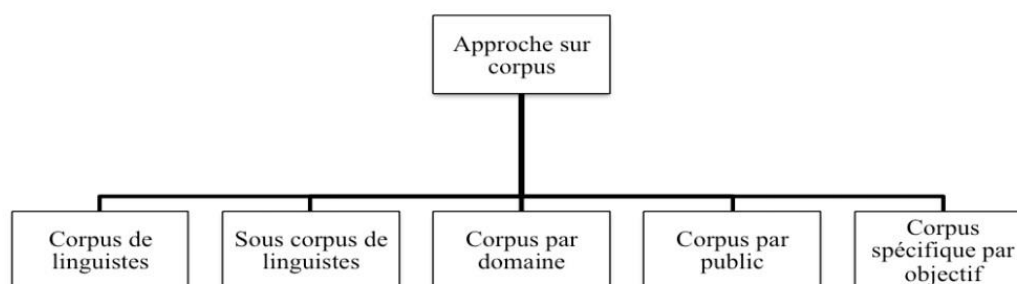 Approche sur
corpus
Corpus de
linguistes
Sous corpus de
linguistes
Corpus par
domaine
Corpus par
public
Corpus
spécifique par
objectif